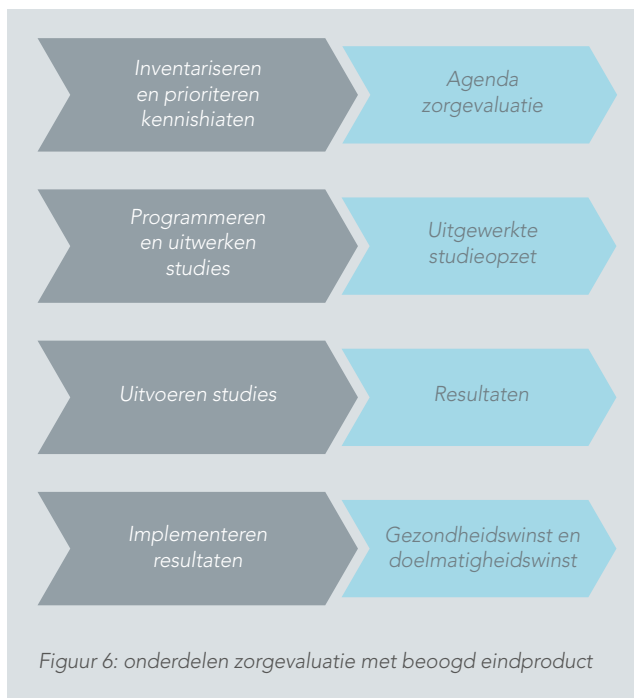 Inventariseren
en prioriteren
kennishiaten
Agenda
zorgevaluatie
Programmeren
en uitwerken
studies
Uitgewerkte
studieopzet
Uitvoeren studies
Resultaten
Implementeren
resultaten
Gezondheidswinst en
doelmatigheidswinst
Figuur 6: onderdelen zorgevaluatie met beoogd eindproduct